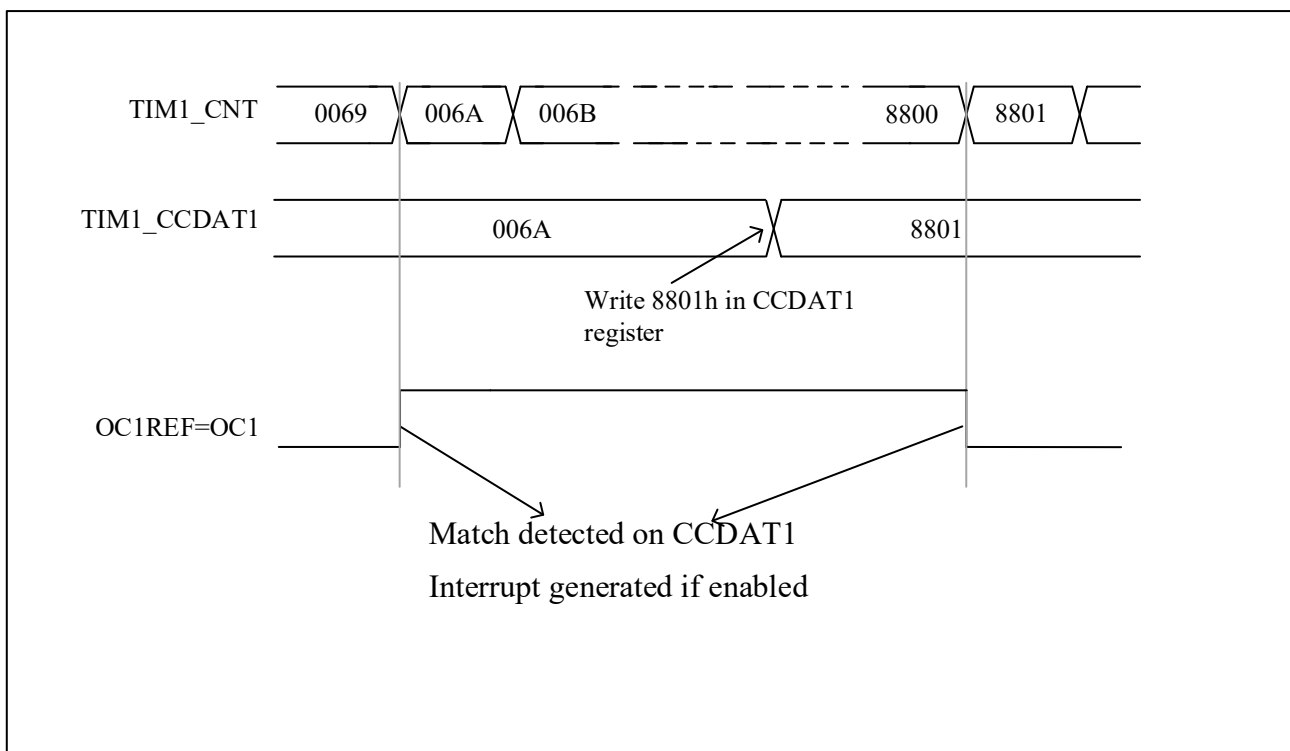 TIM1_CNT 0069 006A 006B 8800 8801
TIM1_CCDAT1 006A 8801
Write 8801h in CCDAT1
register
OC1REF=OC1
Match detected on CCDAT1
Interrupt generated if enabled